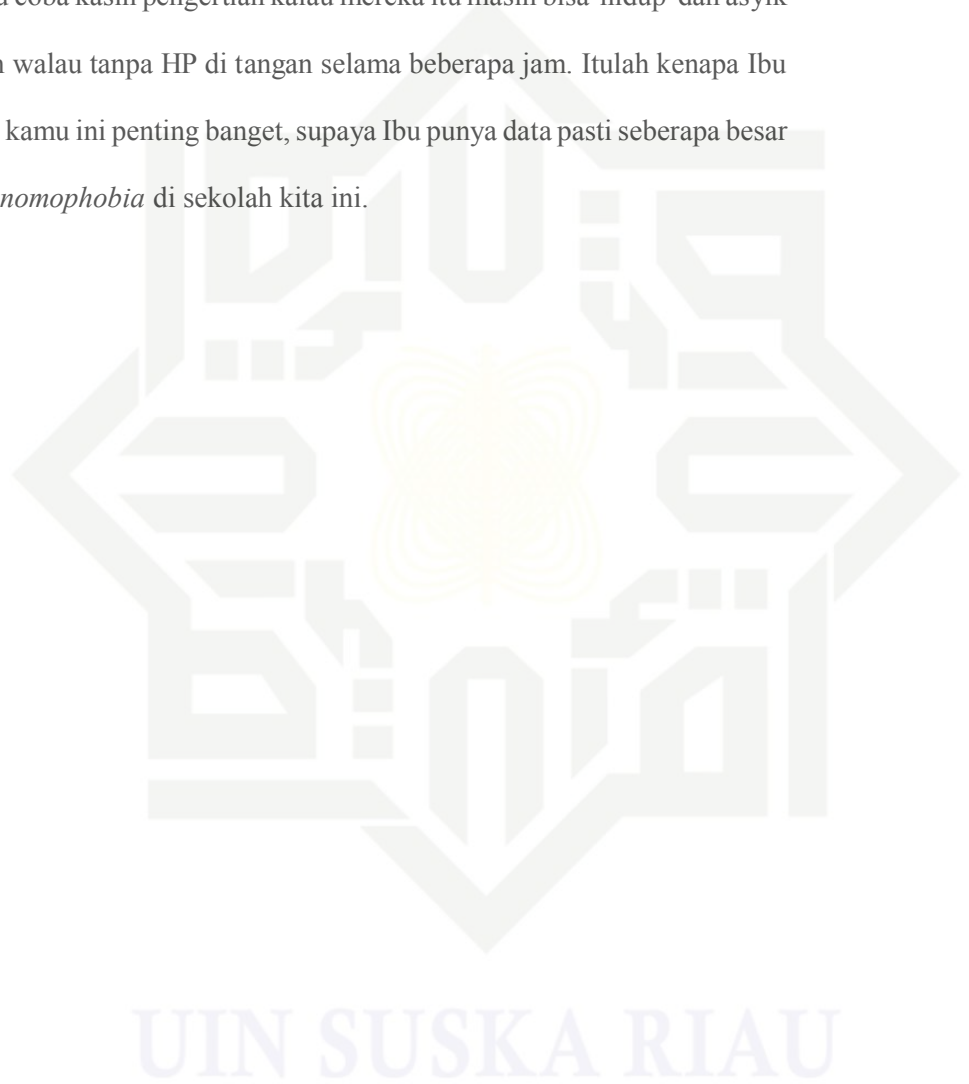 coba kasih pengertian kalau mereka itu masih bisa 'hidup' dan asyik
walau tanpa HP di tangan selama beberapa jam. Itulah kenapa Ibu
kamu ini penting banget, supaya Ibu punya data pasti seberapa besar
nomophobia di sekolah kita ini.
UIN SUSKA RIAU